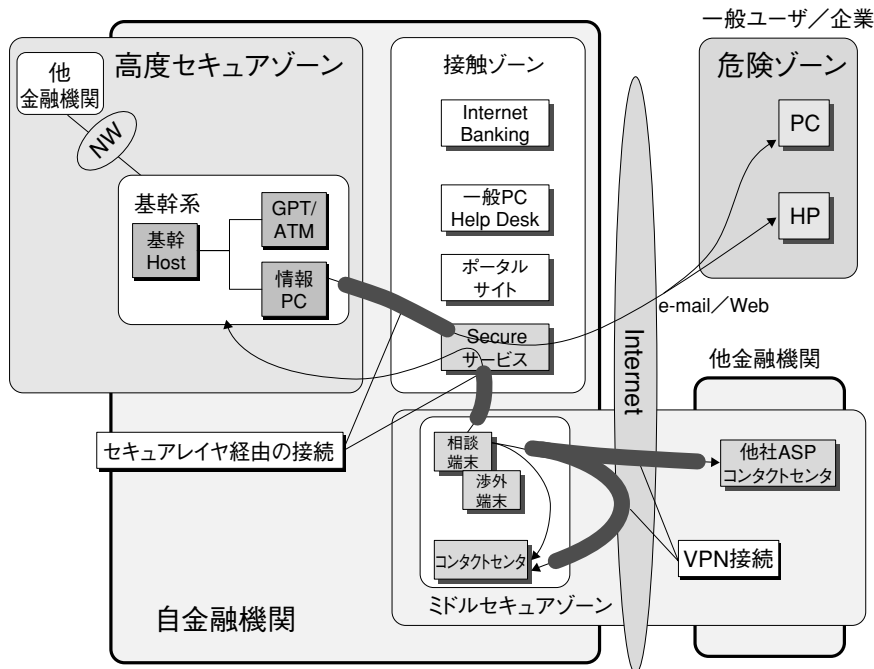 一般ユーザ／企業
高度セキュアゾーン
接触ゾーン
危険ゾーン
他
金融機関
NW
Internet
Banking
PC
基幹系
GPT/
ATM
一般PC
Help Desk
HP
基幹
Host
情報
PC
ポータル
サイト
e-mail／Web
Secure
サービス
Internet
他金融機関
セキュアレイヤ経由の接続
相談
端末
渉外
端末
他社ASP
コンタクトセンタ
コンタクトセンタ
VPN接続
ミドルセキュアゾーン
自金融機関